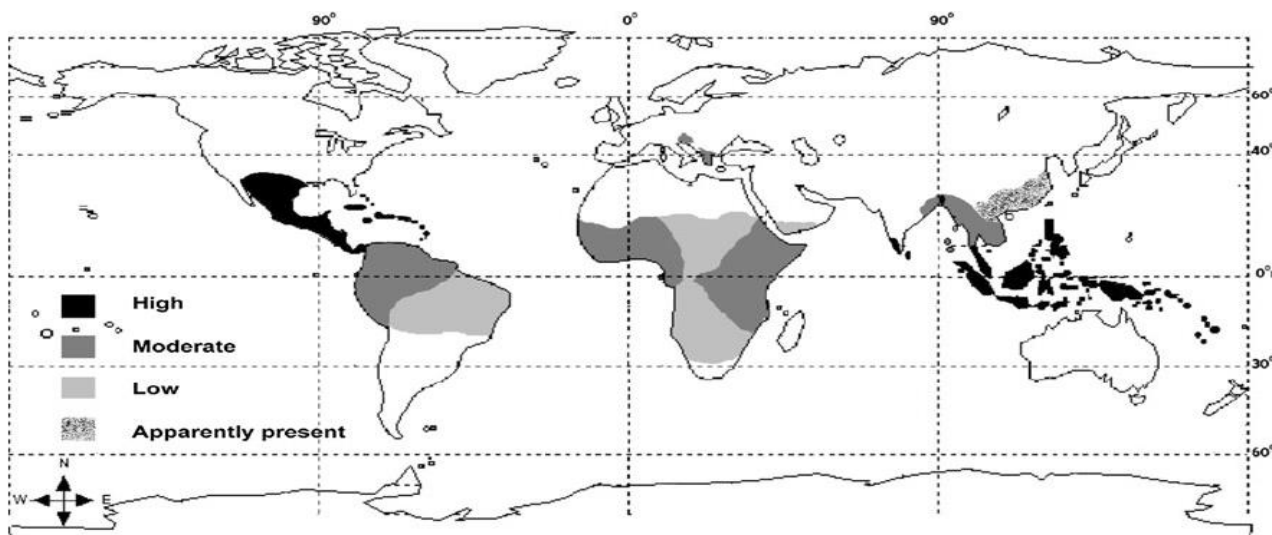 90° 0° 90°
60°
40°
0°
30°
60°
High
Moderate
Low
Apparently present
N
W E
S